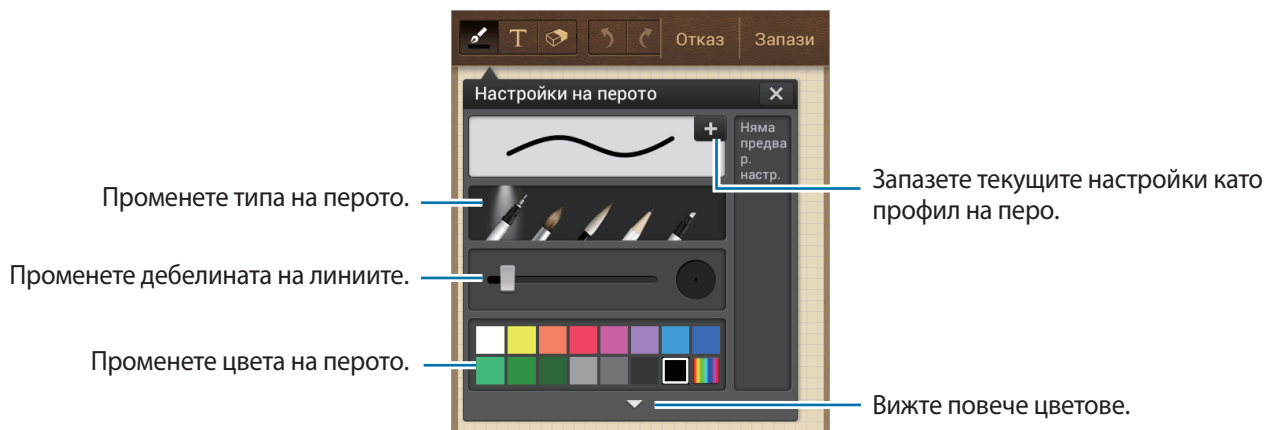 T
Отказ
Запази
Настройки на перото
Няма
предва
р.
настр.
Променете типа на перото.
Запазете текущите настройки като
профил на перо.
Променете дебелината на линиите.
Променете цвета на перото.
Вижте повече цветове.